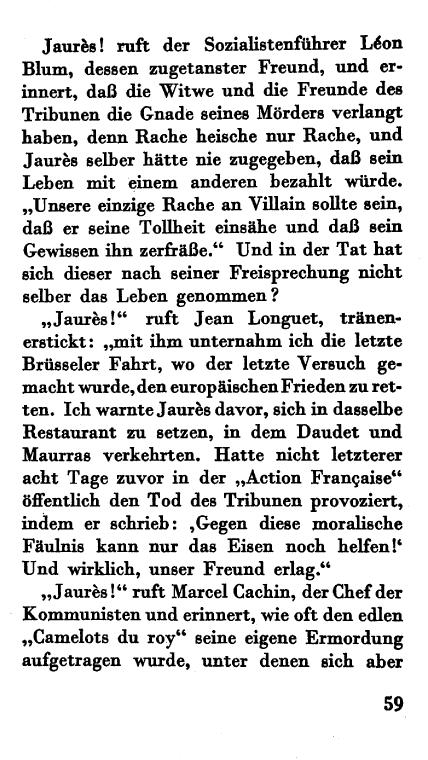 Jaurès! ruft der Sozialistenführer Léon
Blum, dessen zugetanster Freund, und er-
innert, daß die Witwe und die Freunde des
Tribunen die Gnade seines Mörders verlangt
haben, denn Rache heische nur Rache, und
Jaurès selber hätte nie zugegeben, daß sein
Leben mit einem anderen bezahlt würde.
„Unsere einzige Rache an Villain sollte sein,
daß er seine Tollheit einsähe und daß sein
Gewissen ihn zerfräße.“ Und in der Tat hat
sich dieser nach seiner Freisprechung nicht
selber das Leben genommen?
„Jaurès!“ ruft Jean Longuet, tränen-
erstickt: „mit ihm unternahm ich die letzte
Brüsseler Fahrt, wo der letzte Versuch ge-
macht wurde, den europäischen Frieden zu ret-
ten. Ich warnte Jaurès davor, sich in dasselbe
Restaurant zu setzen, in dem Daudet und
Maurras verkehrten. Hatte nicht letzterer
acht Tage zuvor in der „Action Française“
öffentlich den Tod des Tribunen provoziert,
indem er schrieb: ‚Gegen diese moralische
Fäulnis kann nur das Eisen noch helfen!‘
Und wirklich, unser Freund erlag.“
„Jaurès!“ ruft Marcel Cachin, der Chef der
Kommunisten und erinnert, wie oft den edlen
„Camelots du roy“ seine eigene Ermordung
aufgetragen wurde, unter denen sich aber
59